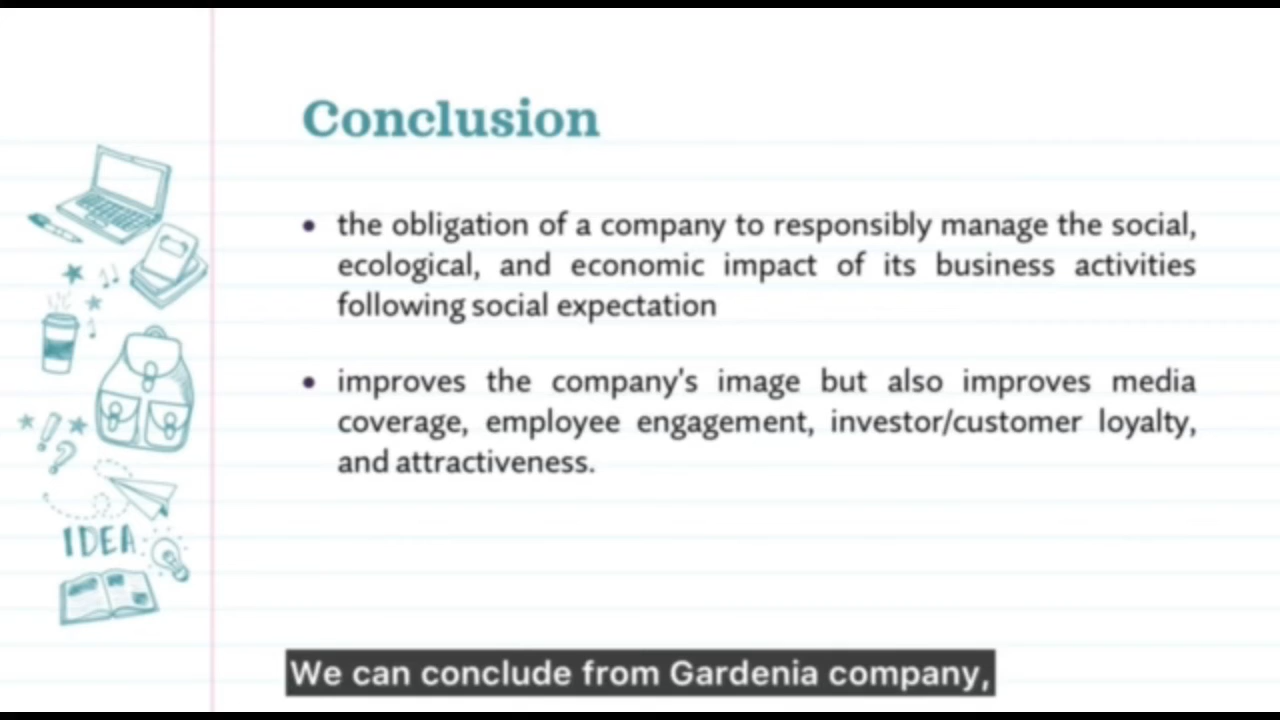 Conclusion
• the obligation of a company to responsibly manage the social,
ecological, and economic impact of its business activities
following social expectation
• improves the company's image but also improves media
coverage, employee engagement, investor/customer loyalty,
and attractiveness.
IDEA
We can conclude from Gardenia company,